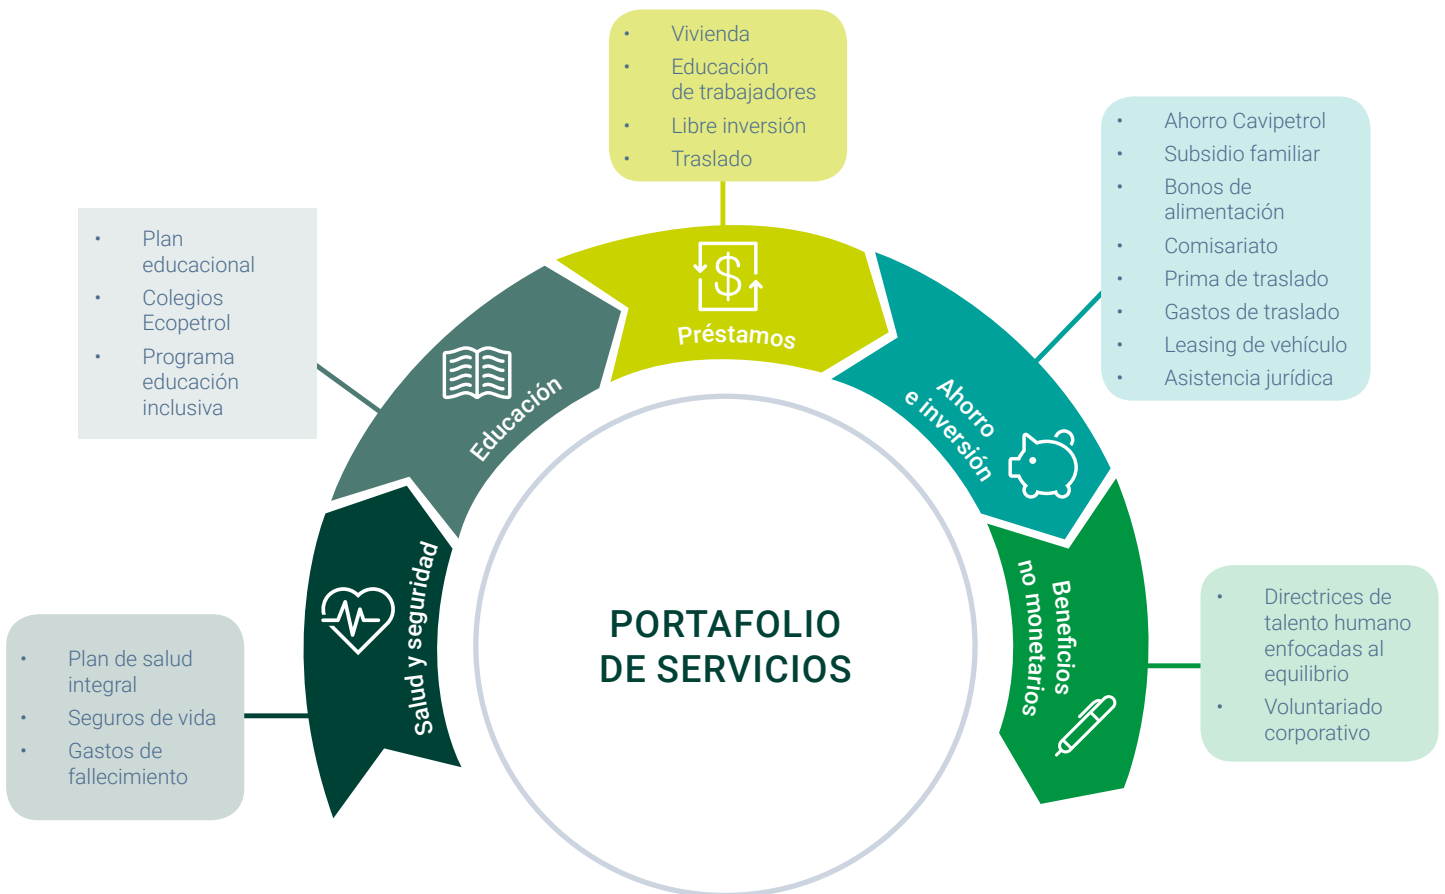 • Vivienda
• Educación
de trabajadores
• Libre inversión
• Traslado
• Ahorro Cavipetrol
• Subsidio familiar
• Bonos de
alimentación
• Comisariato
• Prima de traslado
• Gastos de traslado
• Leasing de vehículo
• Asistencia jurídica
• Plan
educacional
• Colegios
Ecopetrol
• Programa
educación
inclusiva
$
Préstamos
Educación
Ahorro
e inversión
Salud y seguridad
Beneficios
no monetarios
PORTAFOLIO
DE SERVICIOS
• Plan de salud
integral
• Seguros de vida
• Gastos de
fallecimiento
• Directrices de
talento humano
enfocadas al
equilibrio
• Voluntariado
corporativo